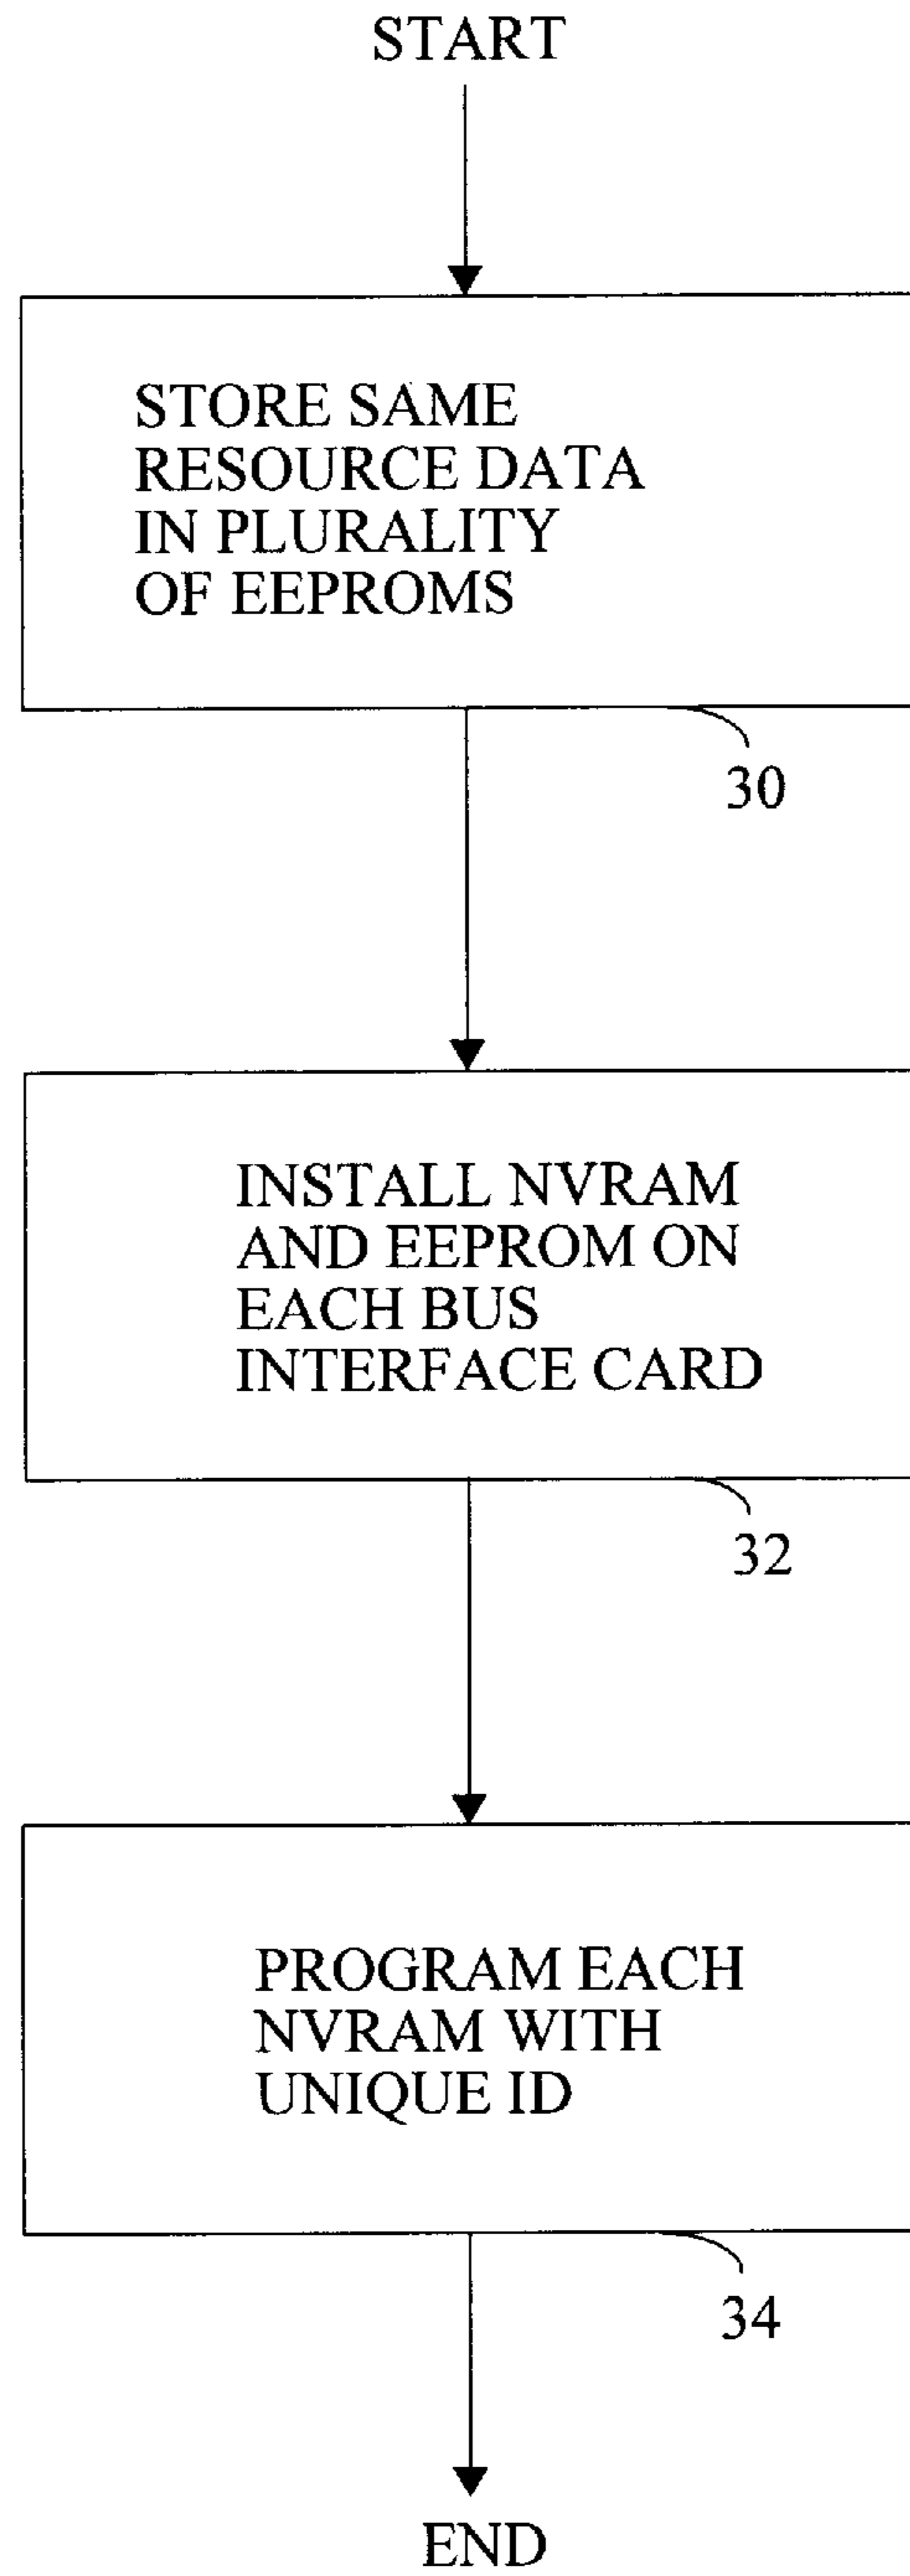 START
STORE SAME
RESOURCE DATA
IN PLURALITY
OF EEPROMS
30
INSTALL NVRAM
AND EEPROM ON
EACH BUS
INTERFACE CARD
32
PROGRAM EACH
NVRAM WITH
UNIQUE ID
34
END